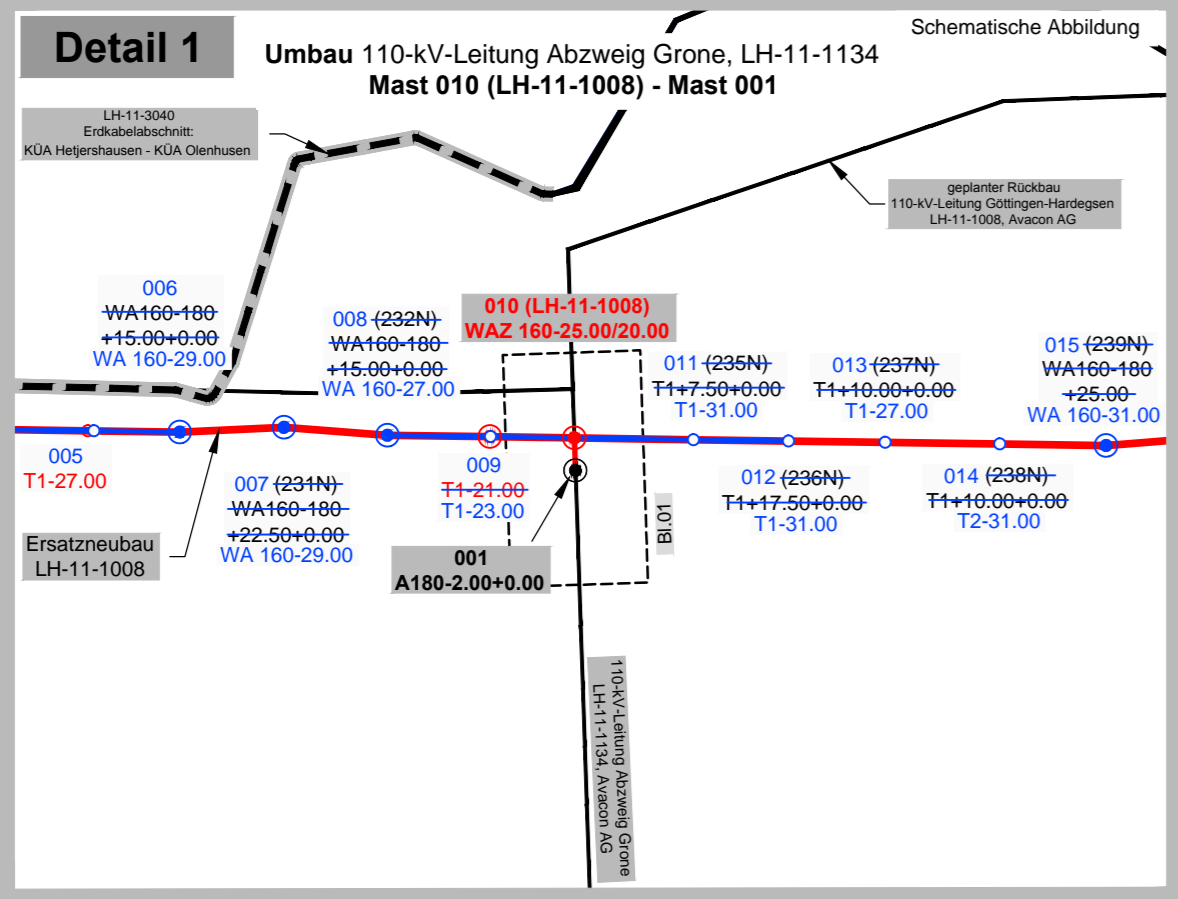 Detail 1
Umbau 110-kV-Leitung Abzweig Grone, LH-11-1134
Mast 010 (LH-11-1008) - Mast 001
Schematische Abbildung
LH-11-3040
Erdkabelabschnitt:
KÜA Hetjershausen - KÜA Olenhusen
geplanter Rückbau
110-kV-Leitung Göttingen-Hardegsen
LH-11-1008, Avacon AG
006
WA160-180
+15.00+0.00
WA 160-29.00
008 (232N)
WA160-180
+15.00+0.00
WA 160-27.00
010 (LH-11-1008)
WAZ 160-25.00/20.00
011 (235N)
T1+7.50+0.00
T1-31.00
013 (237N)
T1+10.00+0.00
T1-27.00
015 (239N)
WA160-180
+25.00
WA 160-31.00
005
T1-27.00
007 (231N)
WA160-180
+22.50+0.00
WA 160-29.00
009
T1-21.00
T1-23.00
012 (236N)
T1+17.50+0.00
T1-31.00
014 (238N)
T1+10.00+0.00
T2-31.00
Ersatzneubau
LH-11-1008
001
A180-2.00+0.00
Bl.01
110-kV-Leitung Abzweig Grone
LH-11-1134, Avacon AG